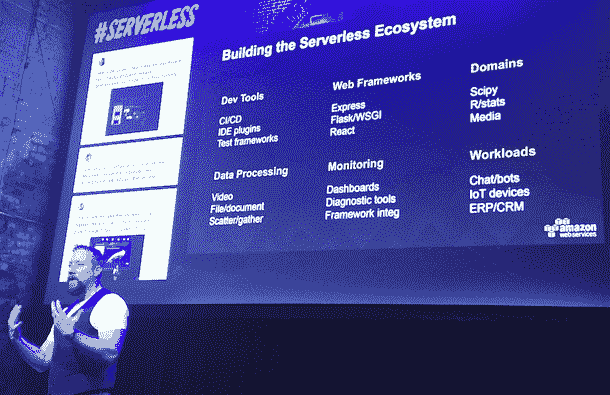 #SERVERLESS
Building the Serverless Ecosystem
Dev Tools
CI/CD
IDE plugins
Test frameworks
Web Frameworks
Express
Flask/WSGI
React
Domains
Scipy
R/stats
Media
Data Processing
Video
File/document
Scatter/gather
Monitoring
Dashboards
Diagnostic tools
Framework integ
Workloads
Chat/bots
IoT devices
ERP/CRM
amazon
webservices